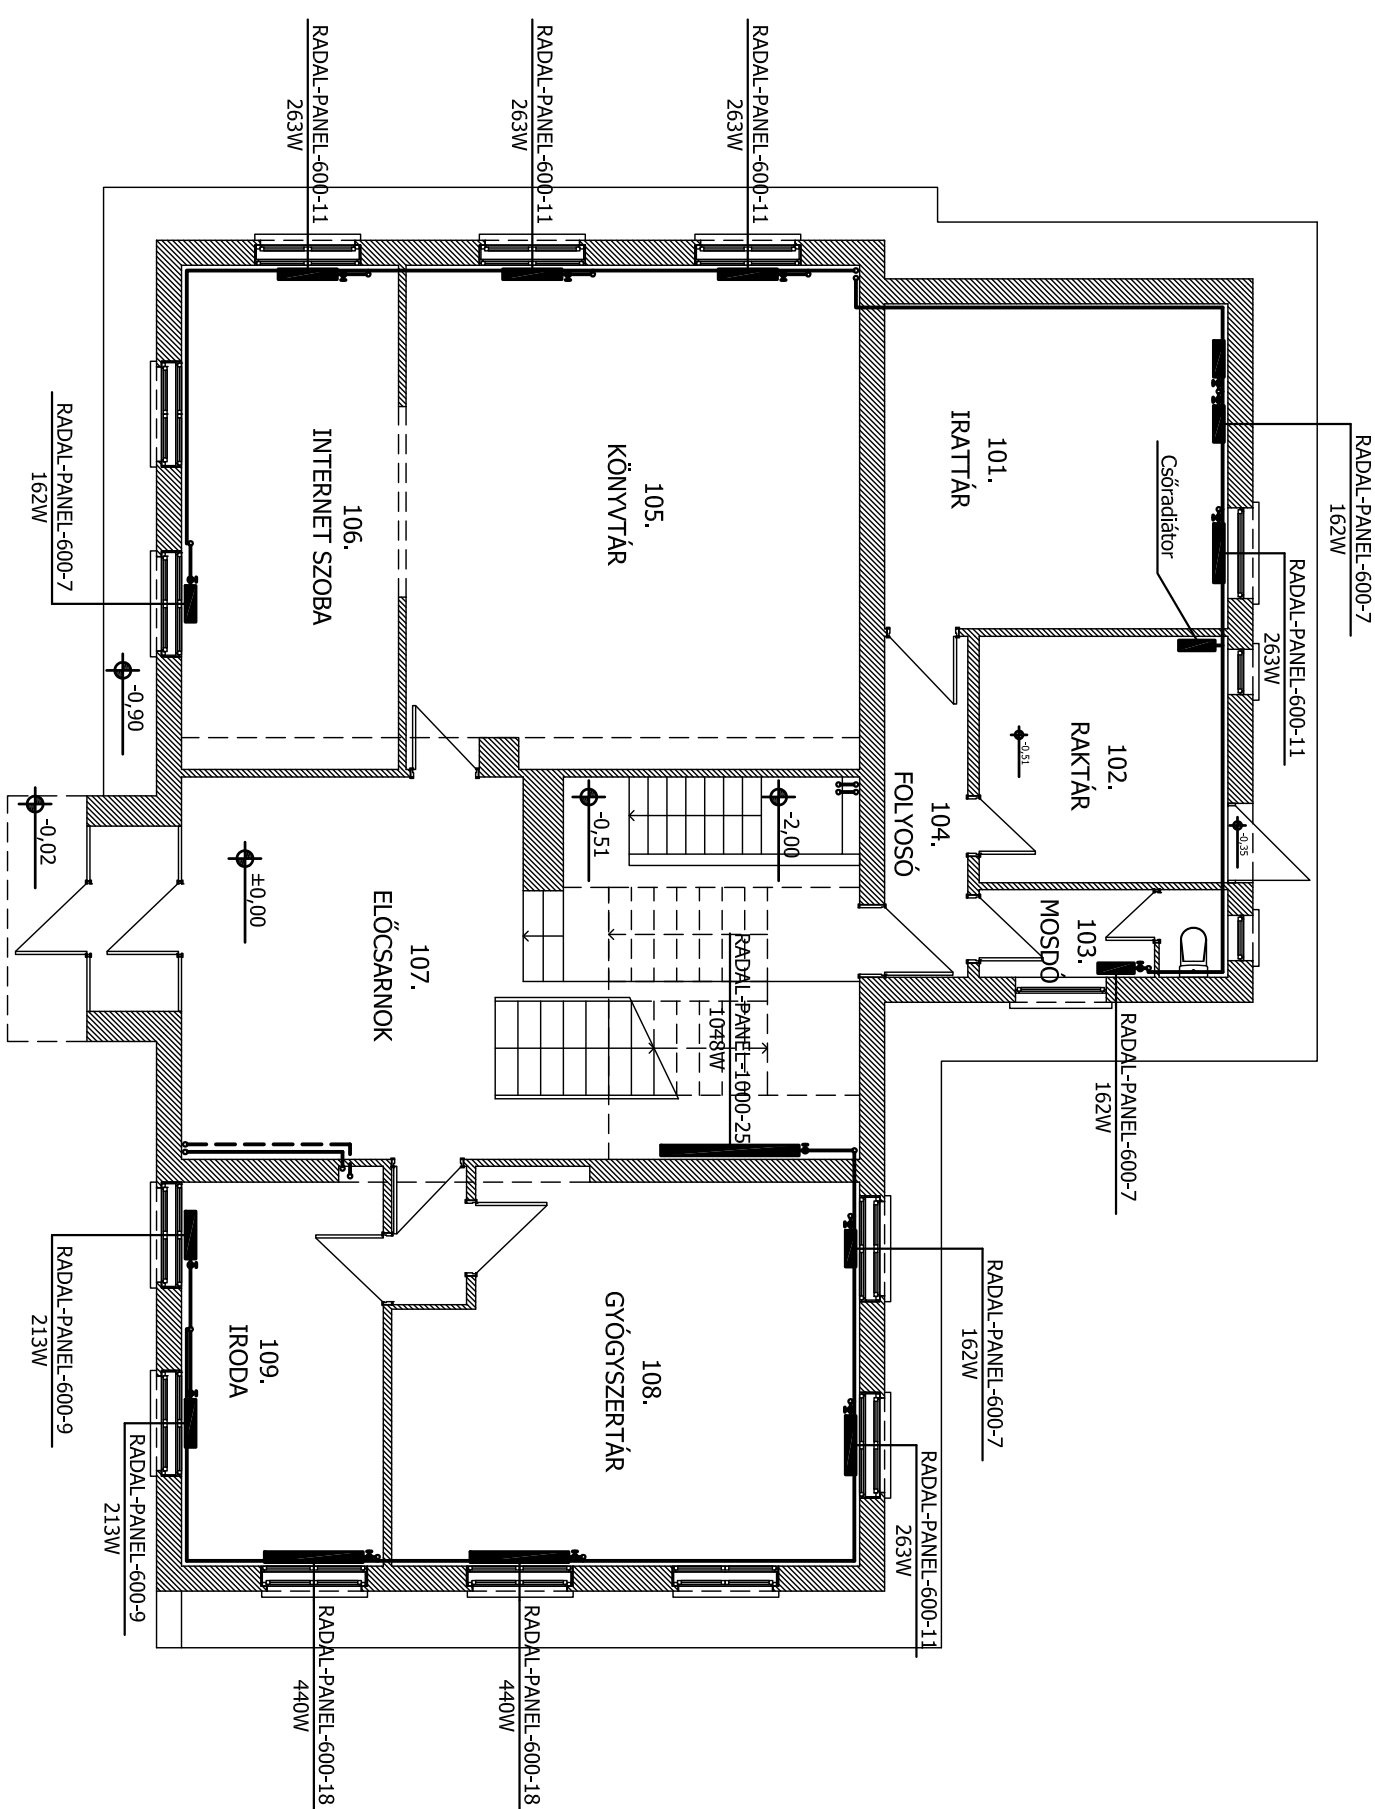 RADAL-PANEL-600-7
162W
RADAL-PANEL-600-11
263W
-0,35
Csőradiátor
RADAL-PANEL-600-7
162W
102.
RAKTÁR
103.
MOSDÓ
-0,51
101.
IRATTÁR
RADAL-PANEL-600-7
162W
104.
FOLYOSÓ
RADAL-PANEL-600-11
263W
-2,00
RADAL-PANEL-600-11
263W
RADAL-PANEL-1000-25
1048W
105.
KÖNYVTÁR
108.
GYÓGYSZERTÁR
-0,51
RADAL-PANEL-600-11
263W
RADAL-PANEL-600-18
440W
107.
ELŐCSARNOK
106.
INTERNET SZOBA
RADAL-PANEL-600-11
263W
RADAL-PANEL-600-18
440W
109.
IRODA
±0,00
-0,90
RADAL-PANEL-600-9
213W
RADAL-PANEL-600-7
162W
RADAL-PANEL-600-9
213W
-0,02